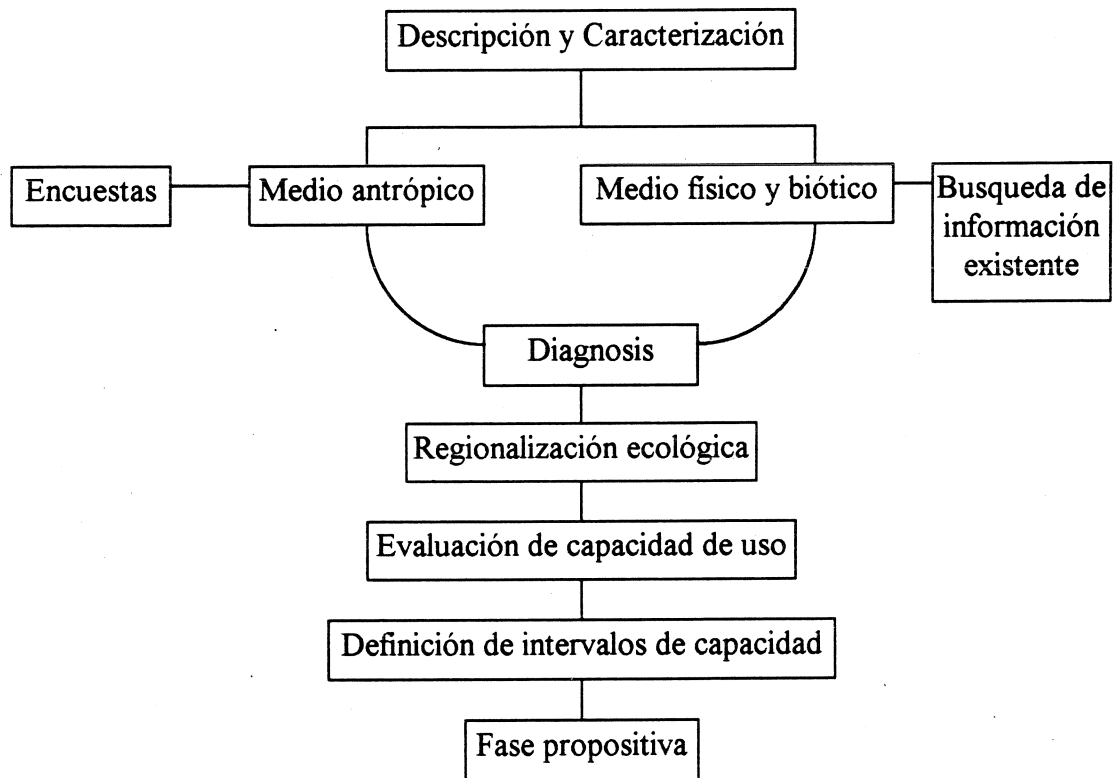 Descripción y Caracterización
Encuestas
Medio antrópico
Medio físico y biótico
Busqueda de
información
existente
Diagnosis
Regionalización ecológica
Evaluación de capacidad de uso
Definición de intervalos de capacidad
Fase propositiva